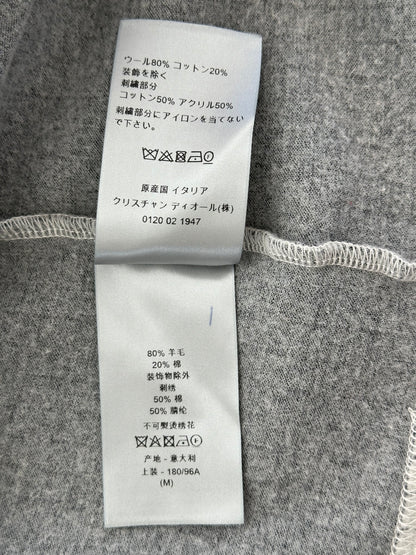 ウール80% コットン20%
装飾を除く
刺繍部分
コットン50% アクリル50%
刺繍部分にアイロンを当てない
で下さい。
原産国 イタリア
クリスチャン ディオール(株)
0120 02 1947
80% 羊毛
20% 棉
装饰物除外
刺绣
50% 棉
50% 腈纶
不可熨烫绣花
产地 - 意大利
上装 - 180/96A
(M)